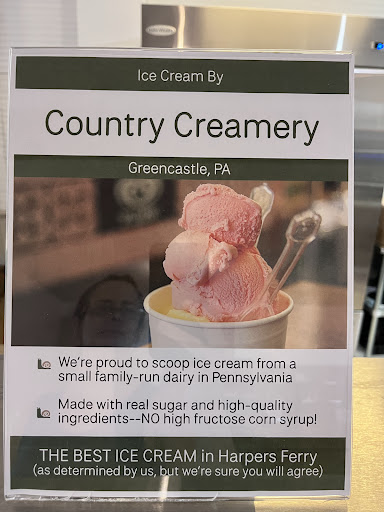 Ice Cream By
Country Creamery
Greencastle, PA
We're proud to scoop ice cream from a
small family-run dairy in Pennsylvania
Made with real sugar and high-quality
ingredients--NO high fructose corn syrup!
THE BEST ICE CREAM in Harpers Ferry
(as determined by us, but we're sure you will agree)